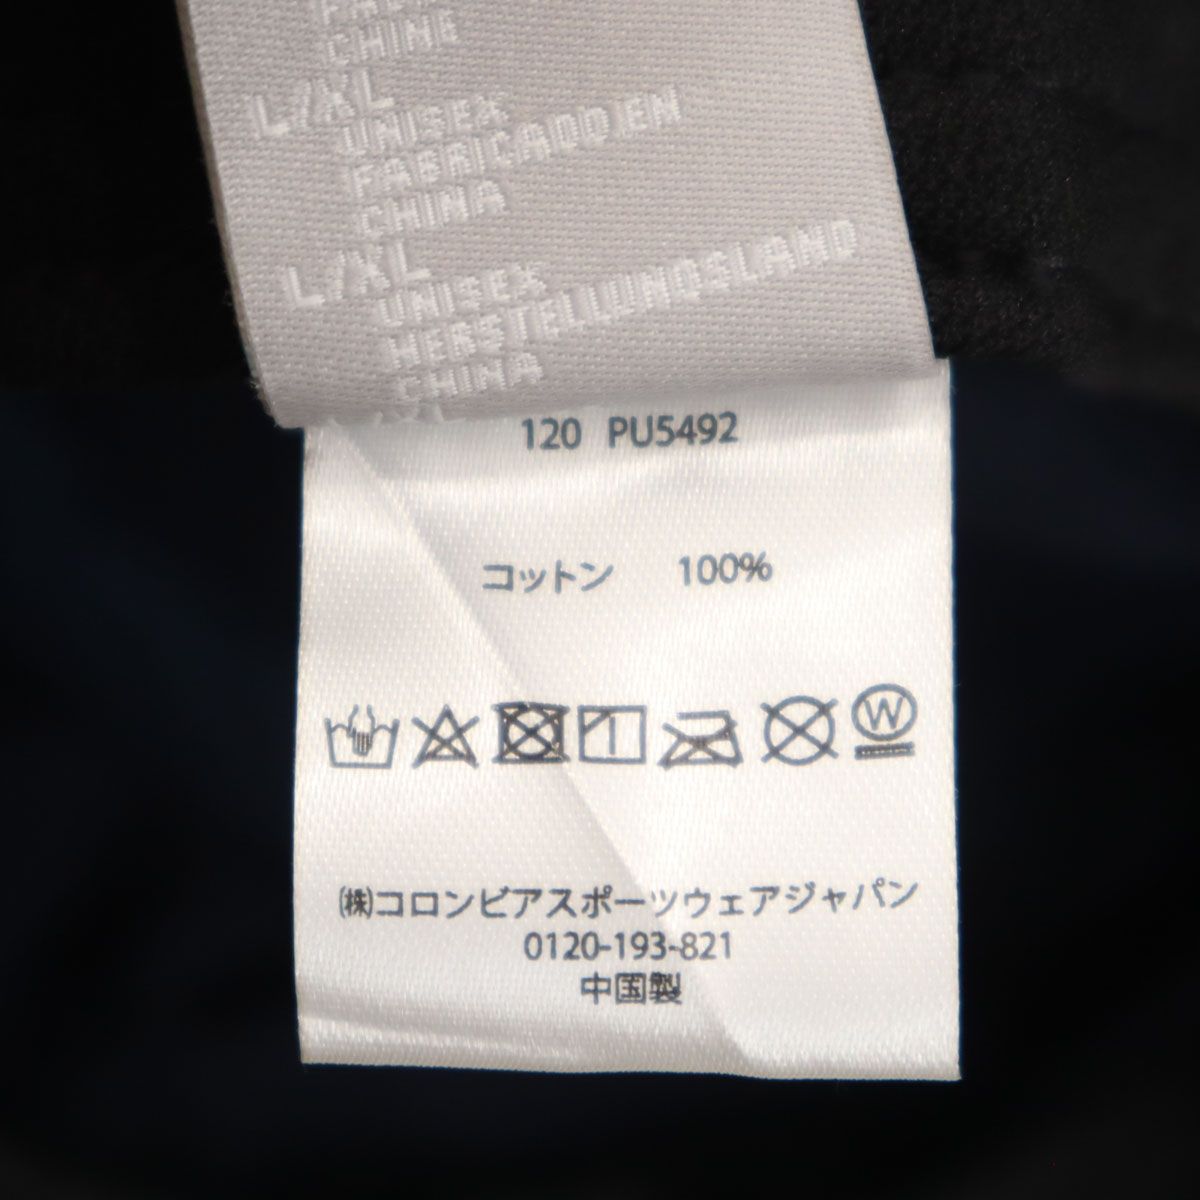 CHINE
L/XL
UNISEX
FABRICADO EN
CHINA
L/XL
UNISEX
HERSTELLUNGSLAND
CHINA
120 PU5492
コットン 100%
W
(株)コロンビアスポーツウェアジャパン
0120-193-821
中国製